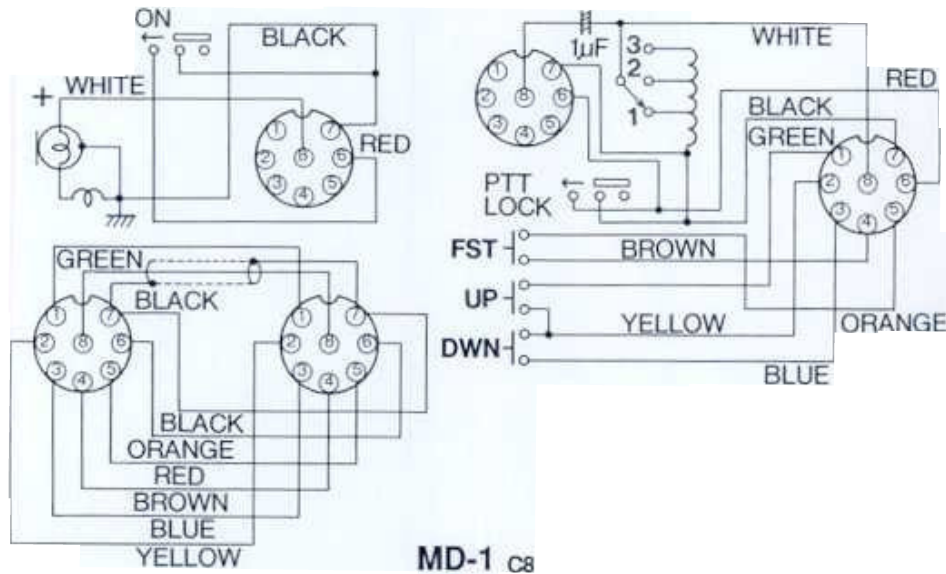 ON
BLACK
+ WHITE
1 7
RED
2 8 6
3 4 5
1µF
WHITE
3
2
1
RED
1 7
2 8 6
3 4 5
BLACK
GREEN
1 7
2 8 6
3 4 5
PTT
LOCK
FST
BROWN
UP
YELLOW
ORANGE
DWN
BLUE
GREEN
BLACK
1 7
2 8 6
3 4 5
1 7
2 8 6
3 4 5
BLACK
ORANGE
RED
BROWN
BLUE
YELLOW
MD-1 C8